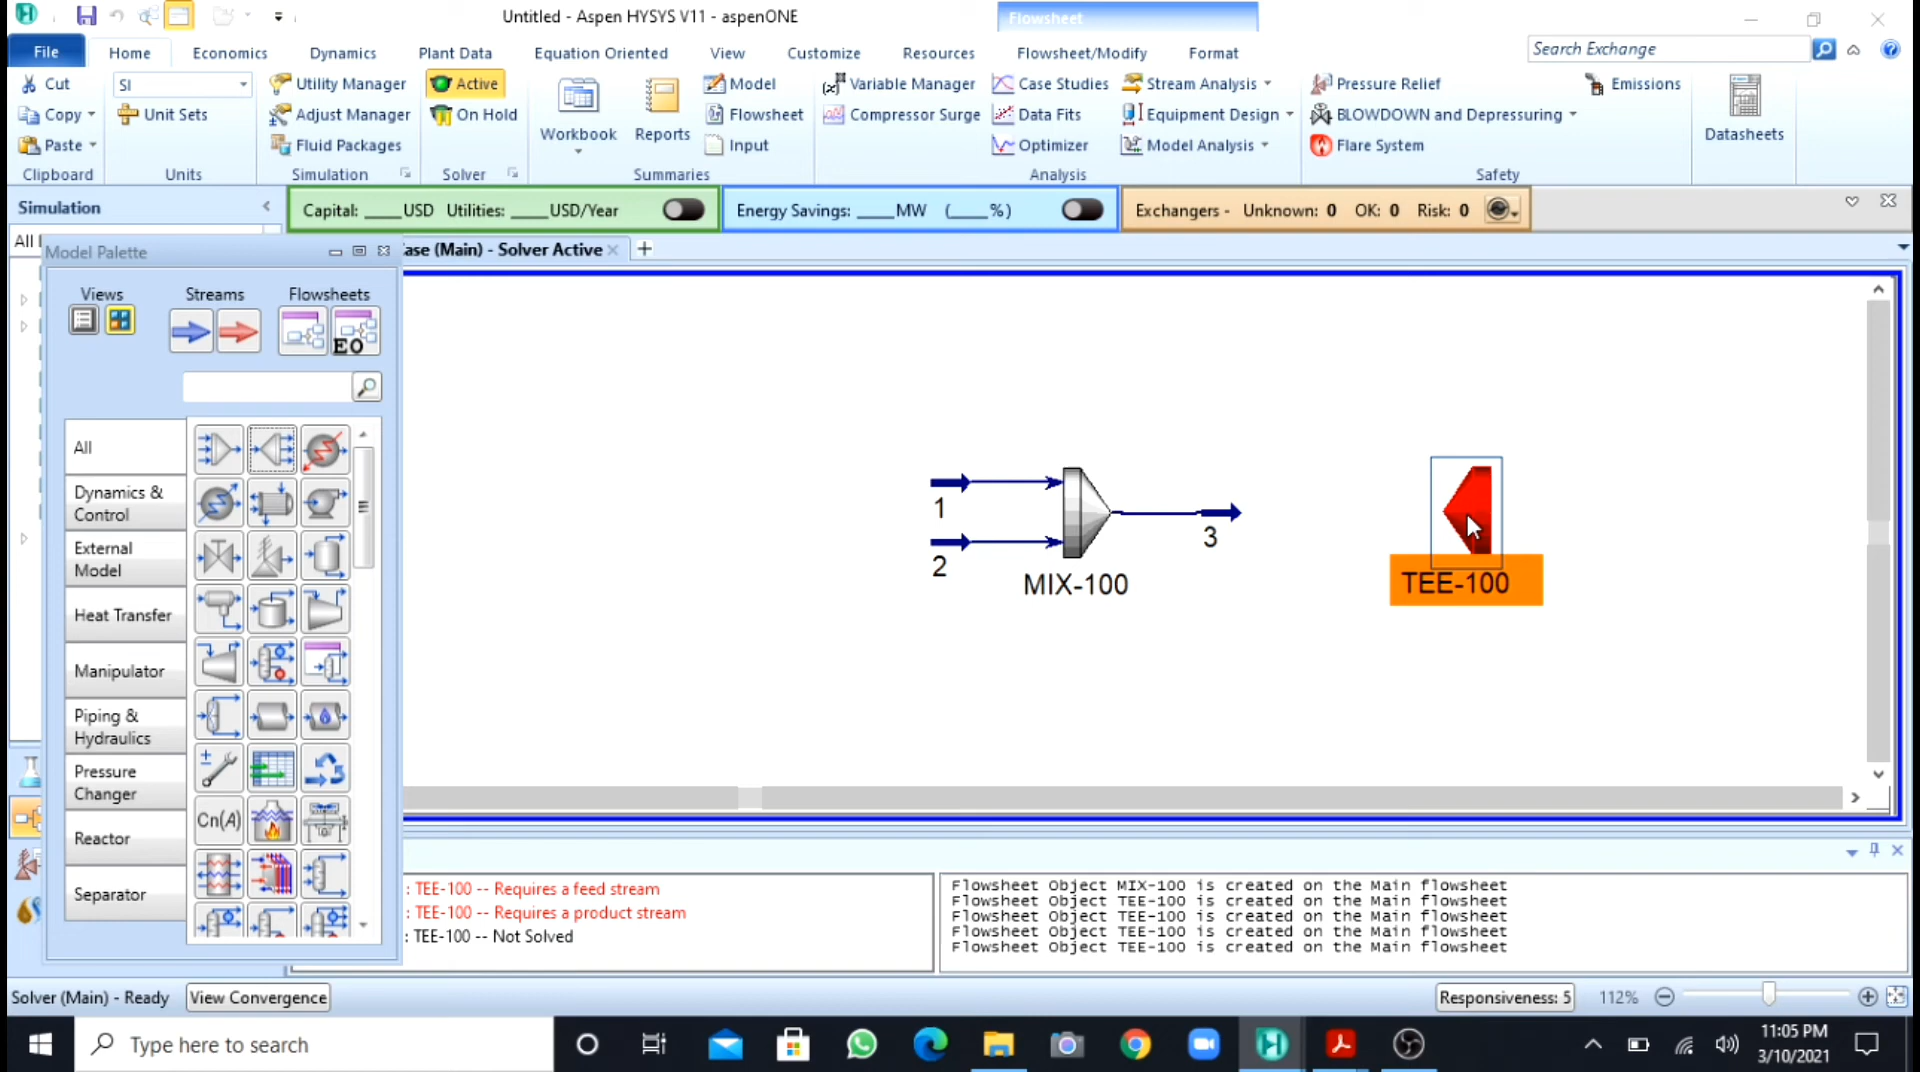 Untitled - Aspen HYSYS V11 - aspenONE
Flowsheet
File
Home
Economics
Dynamics
Plant Data
Equation Oriented
View
Customize
Resources
Flowsheet/Modify
Format
Search Exchange
Cut
Copy
Paste
Clipboard
SI
Unit Sets
Units
Utility Manager
Adjust Manager
Fluid Packages
Simulation
Active
On Hold
Solver
Workbook
Reports
Model
Flowsheet
Input
Summaries
Variable Manager
Compressor Surge
Case Studies
Data Fits
Optimizer
Stream Analysis
Equipment Design
Model Analysis
Analysis
Pressure Relief
BLOWDOWN and Depressuring
Flare System
Emissions
Safety
Datasheets
Simulation
Capital: ____USD Utilities: ____USD/Year
Energy Savings: ____MW (____%)
Exchangers - Unknown: 0 OK: 0 Risk: 0
All
Model Palette
ase (Main) - Solver Active
Views
Streams
Flowsheets
EO
All
Dynamics &
Control
External
Model
Heat Transfer
Manipulator
Piping &
Hydraulics
Pressure
Changer
Reactor
Separator
Cn(A)
1
2
3
MIX-100
TEE-100
: TEE-100 -- Requires a feed stream
: TEE-100 -- Requires a product stream
: TEE-100 -- Not Solved
Flowsheet Object MIX-100 is created on the Main flowsheet
Flowsheet Object TEE-100 is created on the Main flowsheet
Flowsheet Object TEE-100 is created on the Main flowsheet
Flowsheet Object TEE-100 is created on the Main flowsheet
Flowsheet Object TEE-100 is created on the Main flowsheet
Solver (Main) - Ready
View Convergence
Responsiveness: 5
112%
Type here to search
11:05 PM
3/10/2021